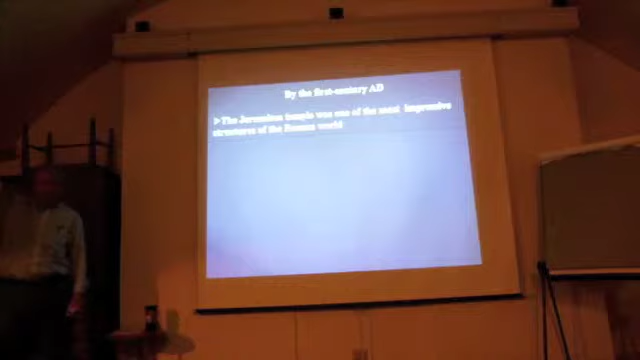 By the first-century AD
➢The Jerusalem temple was one of the most impressive
structures of the Roman world